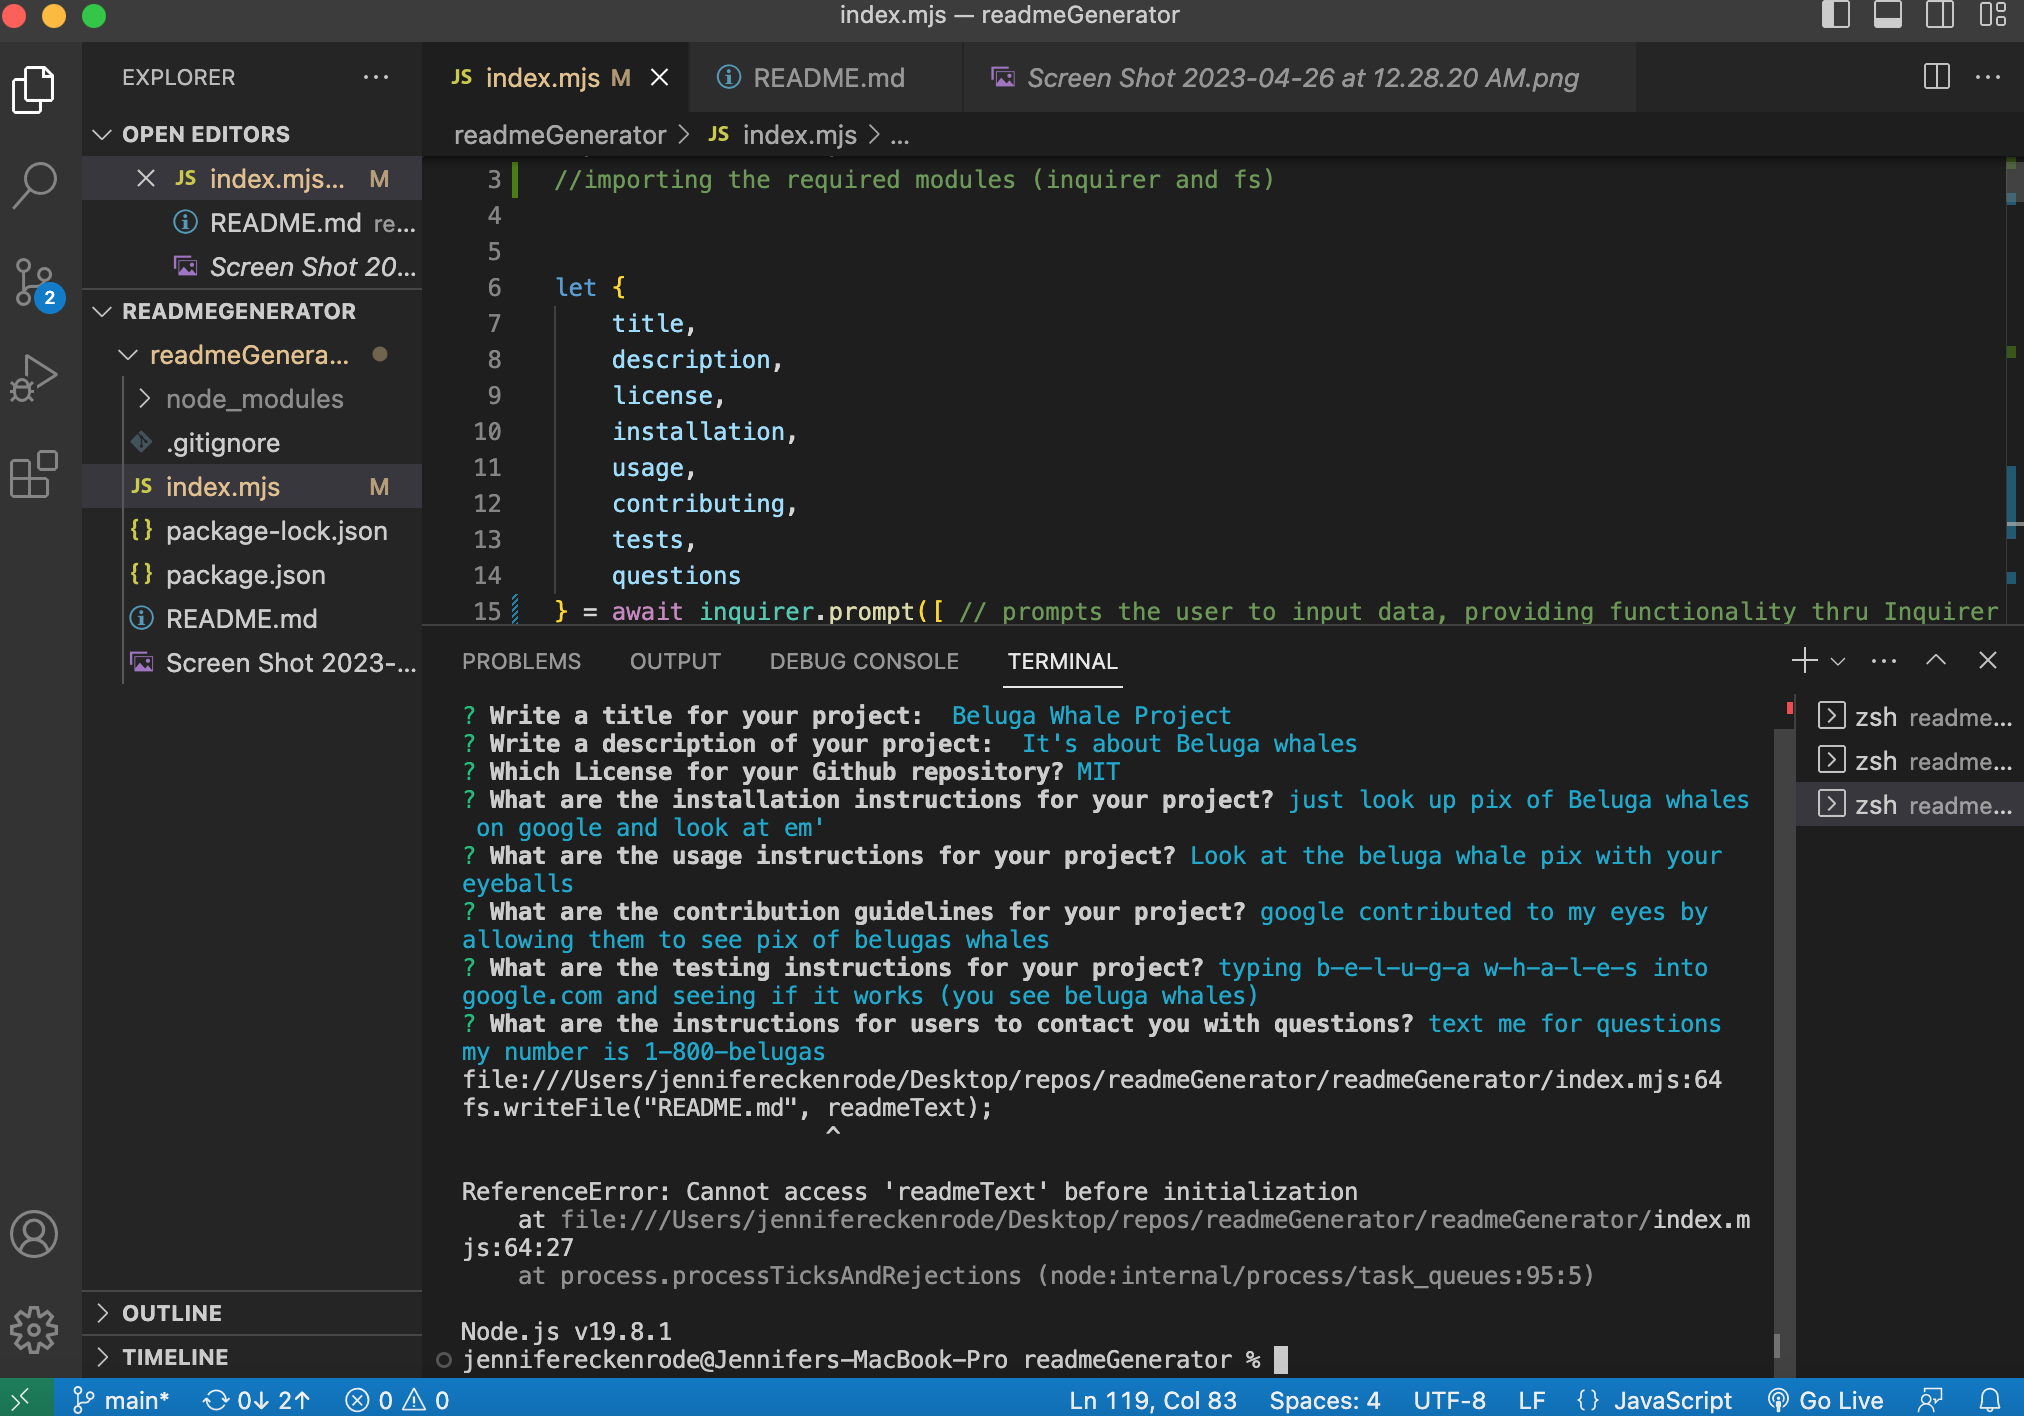 index.mjs — readmeGenerator
EXPLORER
OPEN EDITORS
JS index.mjs... M
README.md re...
Screen Shot 20...
READMEGENERATOR
readmeGenera...
node_modules
.gitignore
JS index.mjs M
{} package-lock.json
{} package.json
README.md
Screen Shot 2023-...
OUTLINE
TIMELINE
2
JS index.mjs M
README.md
Screen Shot 2023-04-26 at 12.28.20 AM.png
readmeGenerator > JS index.mjs > ...
3 //importing the required modules (inquirer and fs)
4
5
6 let {
7 title,
8 description,
9 license,
10 installation,
11 usage,
12 contributing,
13 tests,
14 questions
15 } = await inquirer.prompt([ // prompts the user to input data, providing functionality thru Inquirer
PROBLEMS OUTPUT DEBUG CONSOLE TERMINAL
? Write a title for your project: Beluga Whale Project
? Write a description of your project: It's about Beluga whales
? Which License for your Github repository? MIT
? What are the installation instructions for your project? just look up pix of Beluga whales
on google and look at em'
? What are the usage instructions for your project? Look at the beluga whale pix with your
eyeballs
? What are the contribution guidelines for your project? google contributed to my eyes by
allowing them to see pix of belugas whales
? What are the testing instructions for your project? typing b-e-l-u-g-a w-h-a-l-e-s into
google.com and seeing if it works (you see beluga whales)
? What are the instructions for users to contact you with questions? text me for questions
my number is 1-800-belugas
file:///Users/jennifereckenrode/Desktop/repos/readmeGenerator/readmeGenerator/index.mjs:64
fs.writeFile("README.md", readmeText);
^
ReferenceError: Cannot access 'readmeText' before initialization
at file:///Users/jennifereckenrode/Desktop/repos/readmeGenerator/readmeGenerator/index.m
js:64:27
at process.processTicksAndRejections (node:internal/process/task_queues:95:5)
Node.js v19.8.1
jennifereckenrode@Jennifers-MacBook-Pro readmeGenerator %
zsh readme...
zsh readme...
zsh readme...
main* 0↓ 2↑ 0 0 Ln 119, Col 83 Spaces: 4 UTF-8 LF {} JavaScript Go Live